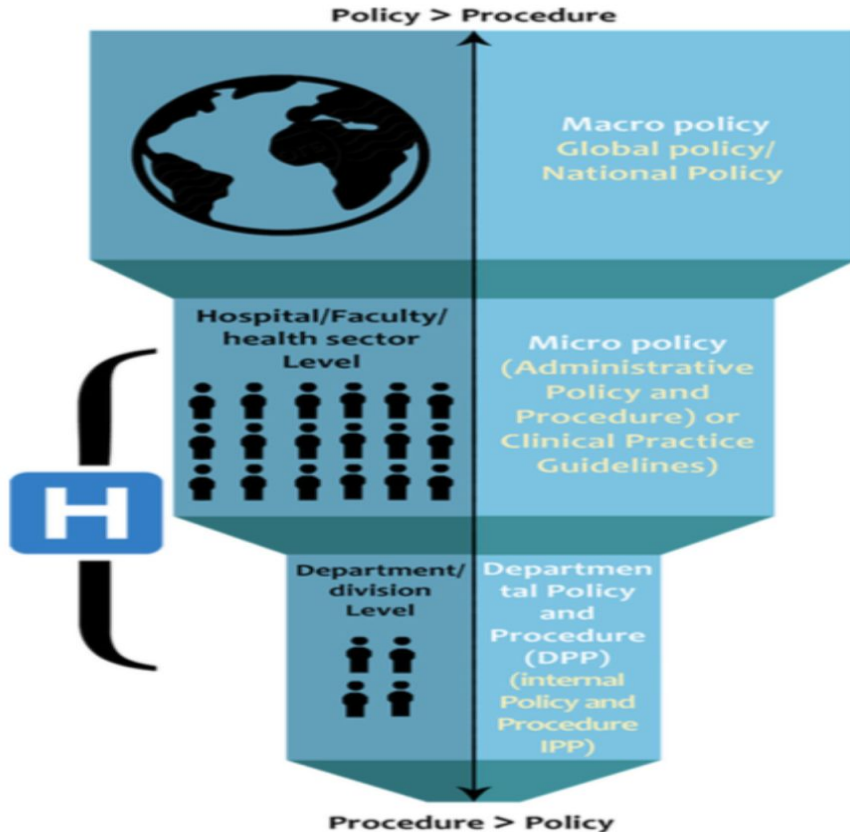 Policy > Procedure
Macro policy
Global policy/
National Policy
Hospital/Faculty/
health sector
Level
Micro policy
(Administrative
Policy and
Procedure) or
Clinical Practice
Guidelines)
H
Department/
division
Level
Departmen
tal Policy
and
Procedure
(DPP)
(internal
Policy and
Procedure
IPP)
Procedure > Policy